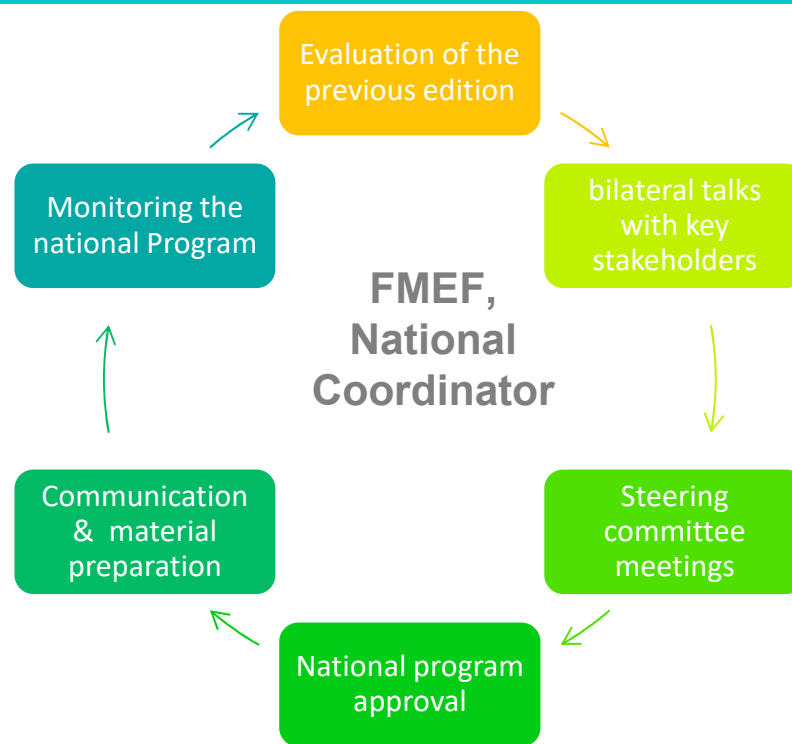 Evaluation of the
previous edition
bilateral talks
with key
stakeholders
Steering
committee
meetings
National program
approval
Communication
& material
preparation
Monitoring the
national Program
FMEF,
National
Coordinator